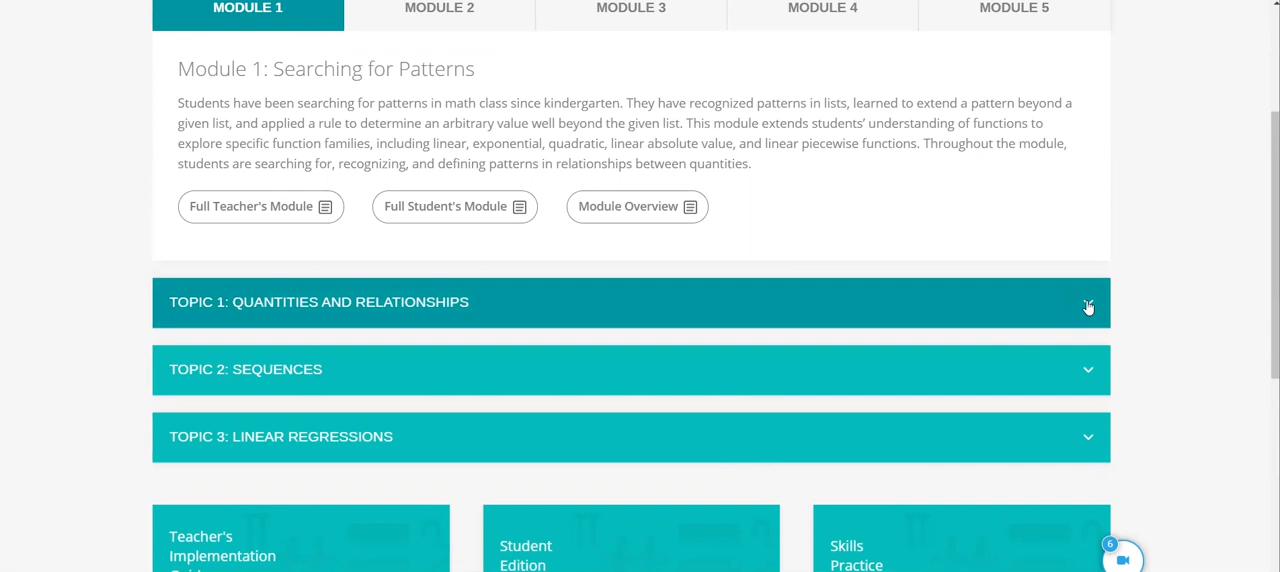 MODULE 1
MODULE 2
MODULE 3
MODULE 4
MODULE 5
Module 1: Searching for Patterns
Students have been searching for patterns in math class since kindergarten. They have recognized patterns in lists, learned to extend a pattern beyond a
given list, and applied a rule to determine an arbitrary value well beyond the given list. This module extends students’ understanding of functions to
explore specific function families, including linear, exponential, quadratic, linear absolute value, and linear piecewise functions. Throughout the module,
students are searching for, recognizing, and defining patterns in relationships between quantities.
Full Teacher's Module
Full Student's Module
Module Overview
TOPIC 1: QUANTITIES AND RELATIONSHIPS
TOPIC 2: SEQUENCES
TOPIC 3: LINEAR REGRESSIONS
Teacher's
Implementation
Student
Edition
Skills
Practice
6